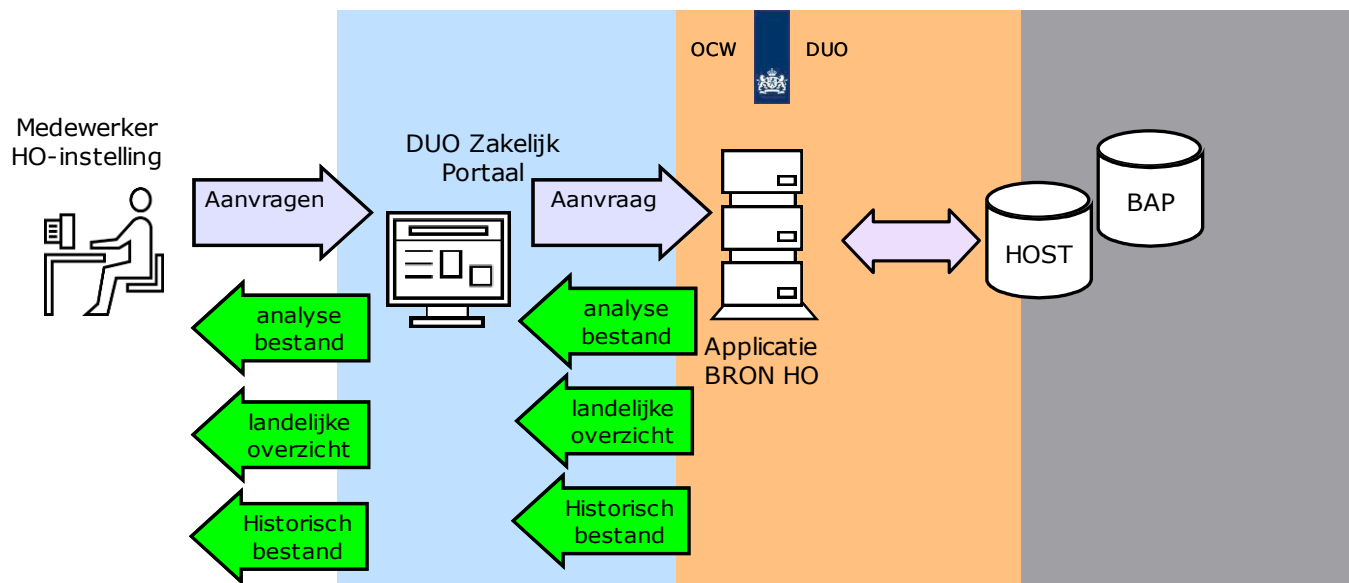 OCW
DUO
Medewerker
HO-instelling
DUO Zakelijk
Portaal
Aanvragen
Aanvraag
BAP
HOST
analyse
bestand
analyse
bestand
Applicatie
BRON HO
landelijke
overzicht
landelijke
overzicht
Historisch
bestand
Historisch
bestand